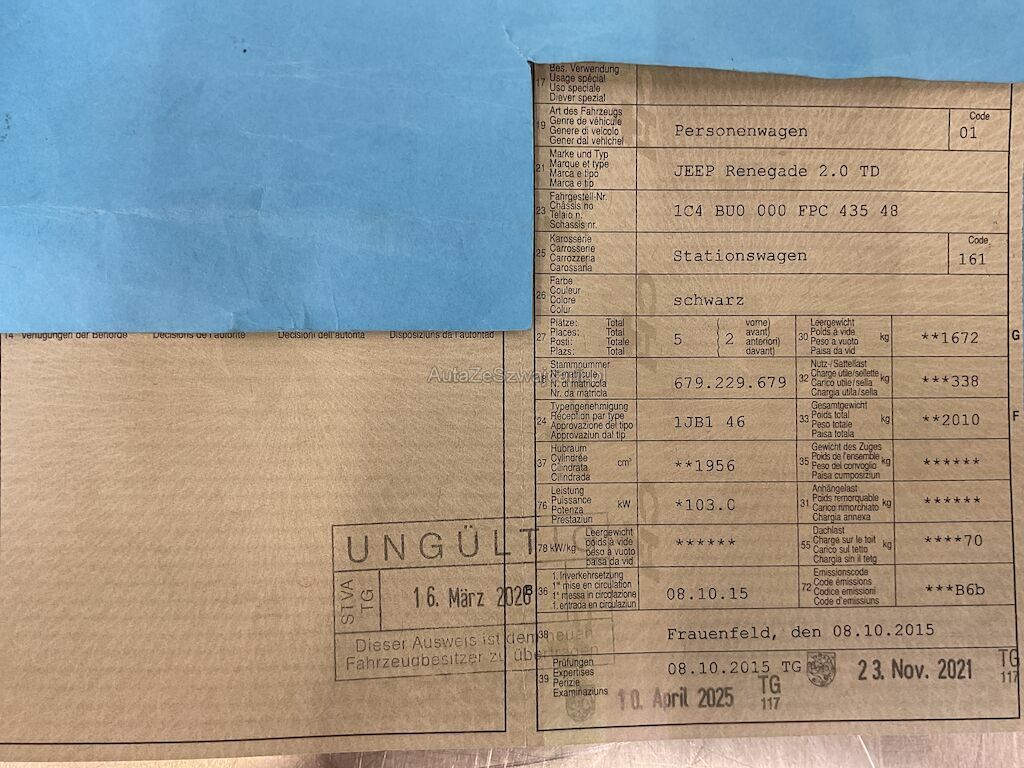 Bes. Verwendung
17 Usage spécial
Uso speciale
Diever spezial
Art des Fahrzeugs
19 Genre de véhicule
Genere di veicolo
Gener dal vehichel
Personenwagen
Code
01
Marke und Typ
21 Marque et type
Marca e tipo
Marca e tip
JEEP Renegade 2.0 TD
Fahrgestell-Nr.
23 Châssis no
Telaio n.
Schassis nr.
1C4 BU0 000 FPC 435 48
Karosserie
25 Carrosserie
Carrozzeria
Carossaria
Stationswagen
Code
161
Farbe
26 Couleur
Colore
Colur
schwarz
14 Verfügungen der Behörde Décisions de l'autorité Decisioni dell'autorità Disposiziuns da l'autoritad
Plätze: Total
27 Places: Total
Posti: Totale
Plazs: Total
5 ( 2 vorne)
avant)
anteriori)
davant)
Leergewicht
30 Poids à vide kg
Peso a vuoto
Paisa da vid
**1672
G
Stammnummer
N. di matricola
Nr. da matricla
679.229.679
Nutz-/Sattellast
32 Charge utile/sellette kg
Carico utile/sella
Chargia utila/sella
***338
AutaZeSzwajcarii.pl
Typengenehmigung
24 Réception par type
Approvazione del tipo
Approvaziun dal tip
1JB1 46
Gesamtgewicht
33 Poids total kg
Peso totale
Paisa totala
**2010
F
Hubraum
37 Cylindrée cm³
Cilindrata
Cilindrada
**1956
Gewicht des Zuges
35 Poids de l'ensemble kg
Peso del convoglio
Paisa cumposiziun
******
Leistung
76 Puissance kW
Potenza
Prestaziun
*103.0
Anhängelast
31 Poids remorquable kg
Carico rimorchiato
Chargia annexa
******
Leergewicht
78 kW/kg poids à vide
peso a vuoto
paisa da vid
******
Dachlast
55 Charge sur le toit kg
Carico sul tetto
Chargia sin il tetg
****70
1. Inverkehrsetzung
B 36 1re mise en circulation
1a messa in circolazione
1. entrada en circulaziun
08.10.15
Emissionscode
72 Code émissions
Codice emissioni
Code d'emissiuns
***B6b
UNGÜLTIG
StVA
TG
16. März 2026
Dieser Ausweis ist dem neuen
Fahrzeugbesitzer zu übertragen
38 Frauenfeld, den 08.10.2015
Prüfungen
39 Expertises
Perizie
Examinaziuns
08.10.2015 TG
23. Nov. 2021 TG
117
10. April 2025 TG
117